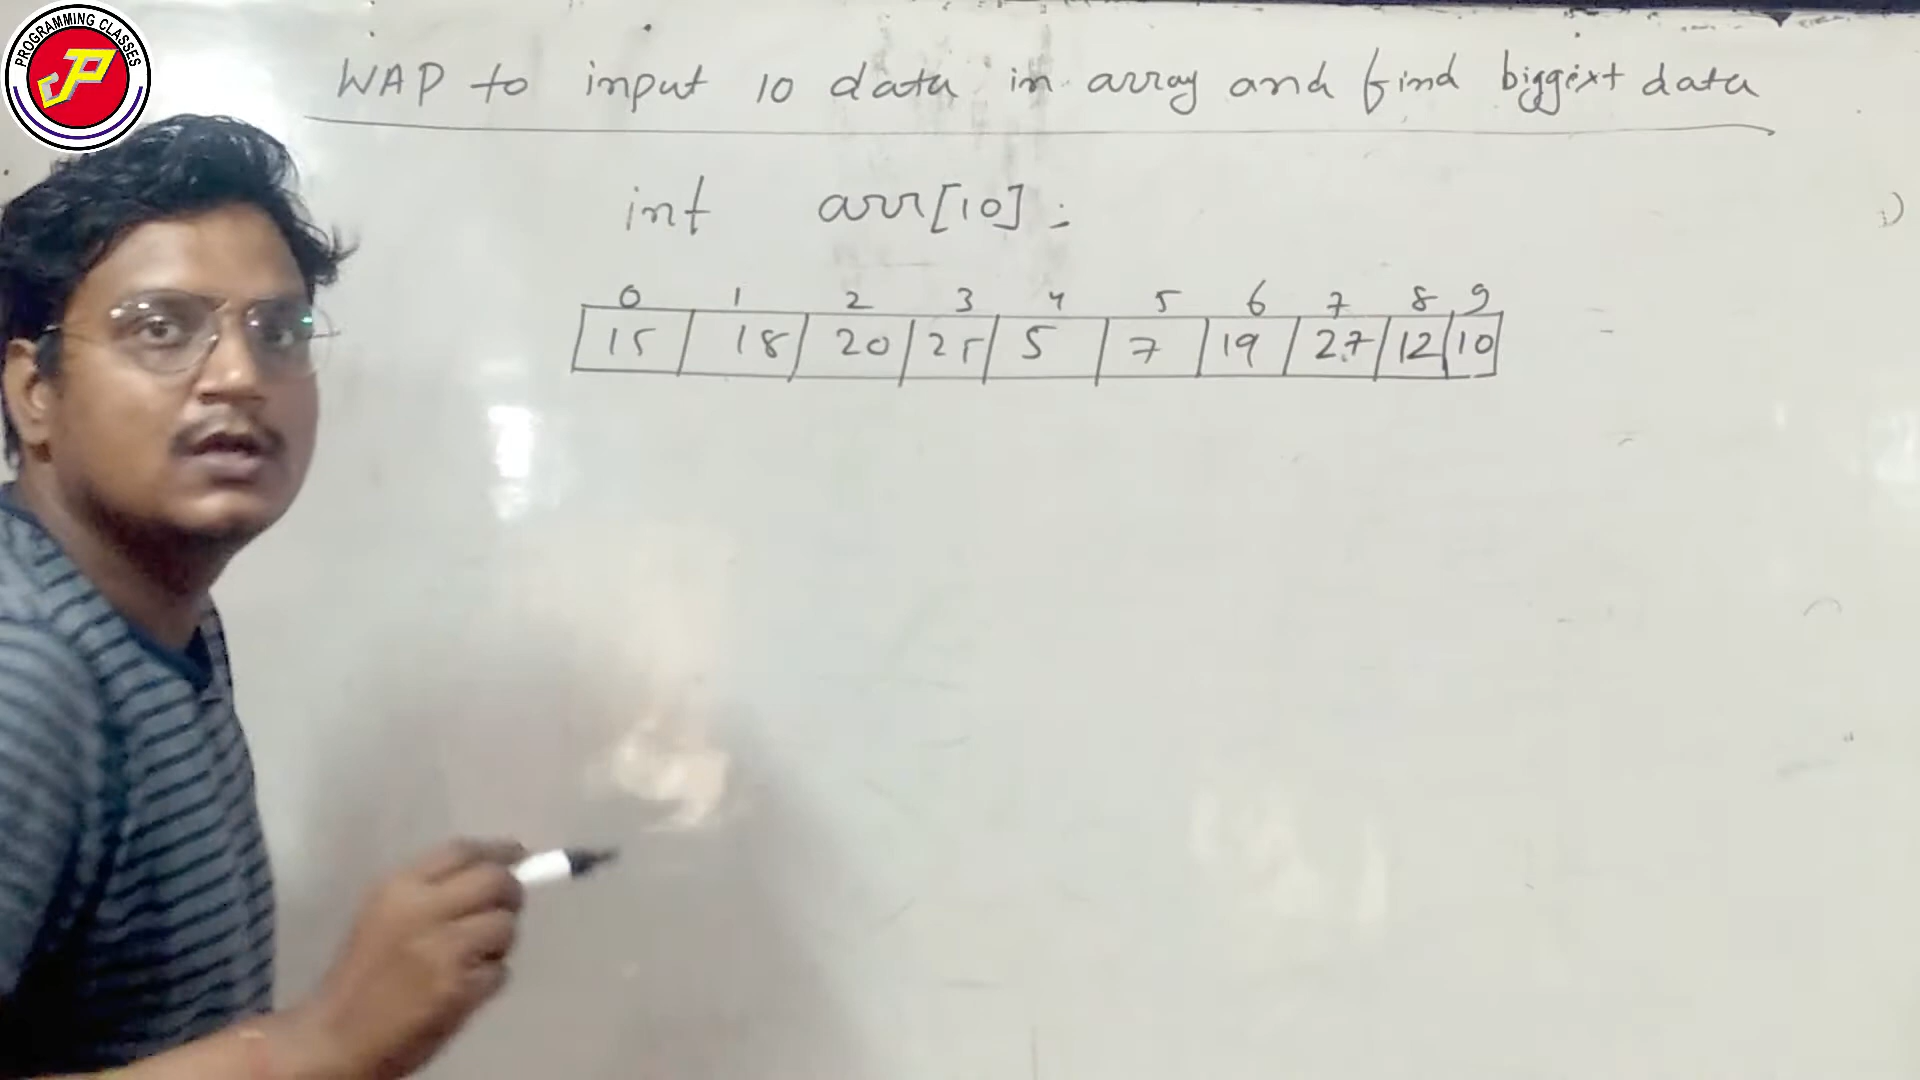 PROGRAMMING CLASSES
JP
WAP to input 10 data in array and find biggest data
int arr[10];
0 1 2 3 4 5 6 7 8 9
15 18 20 25 5 7 19 27 12 10